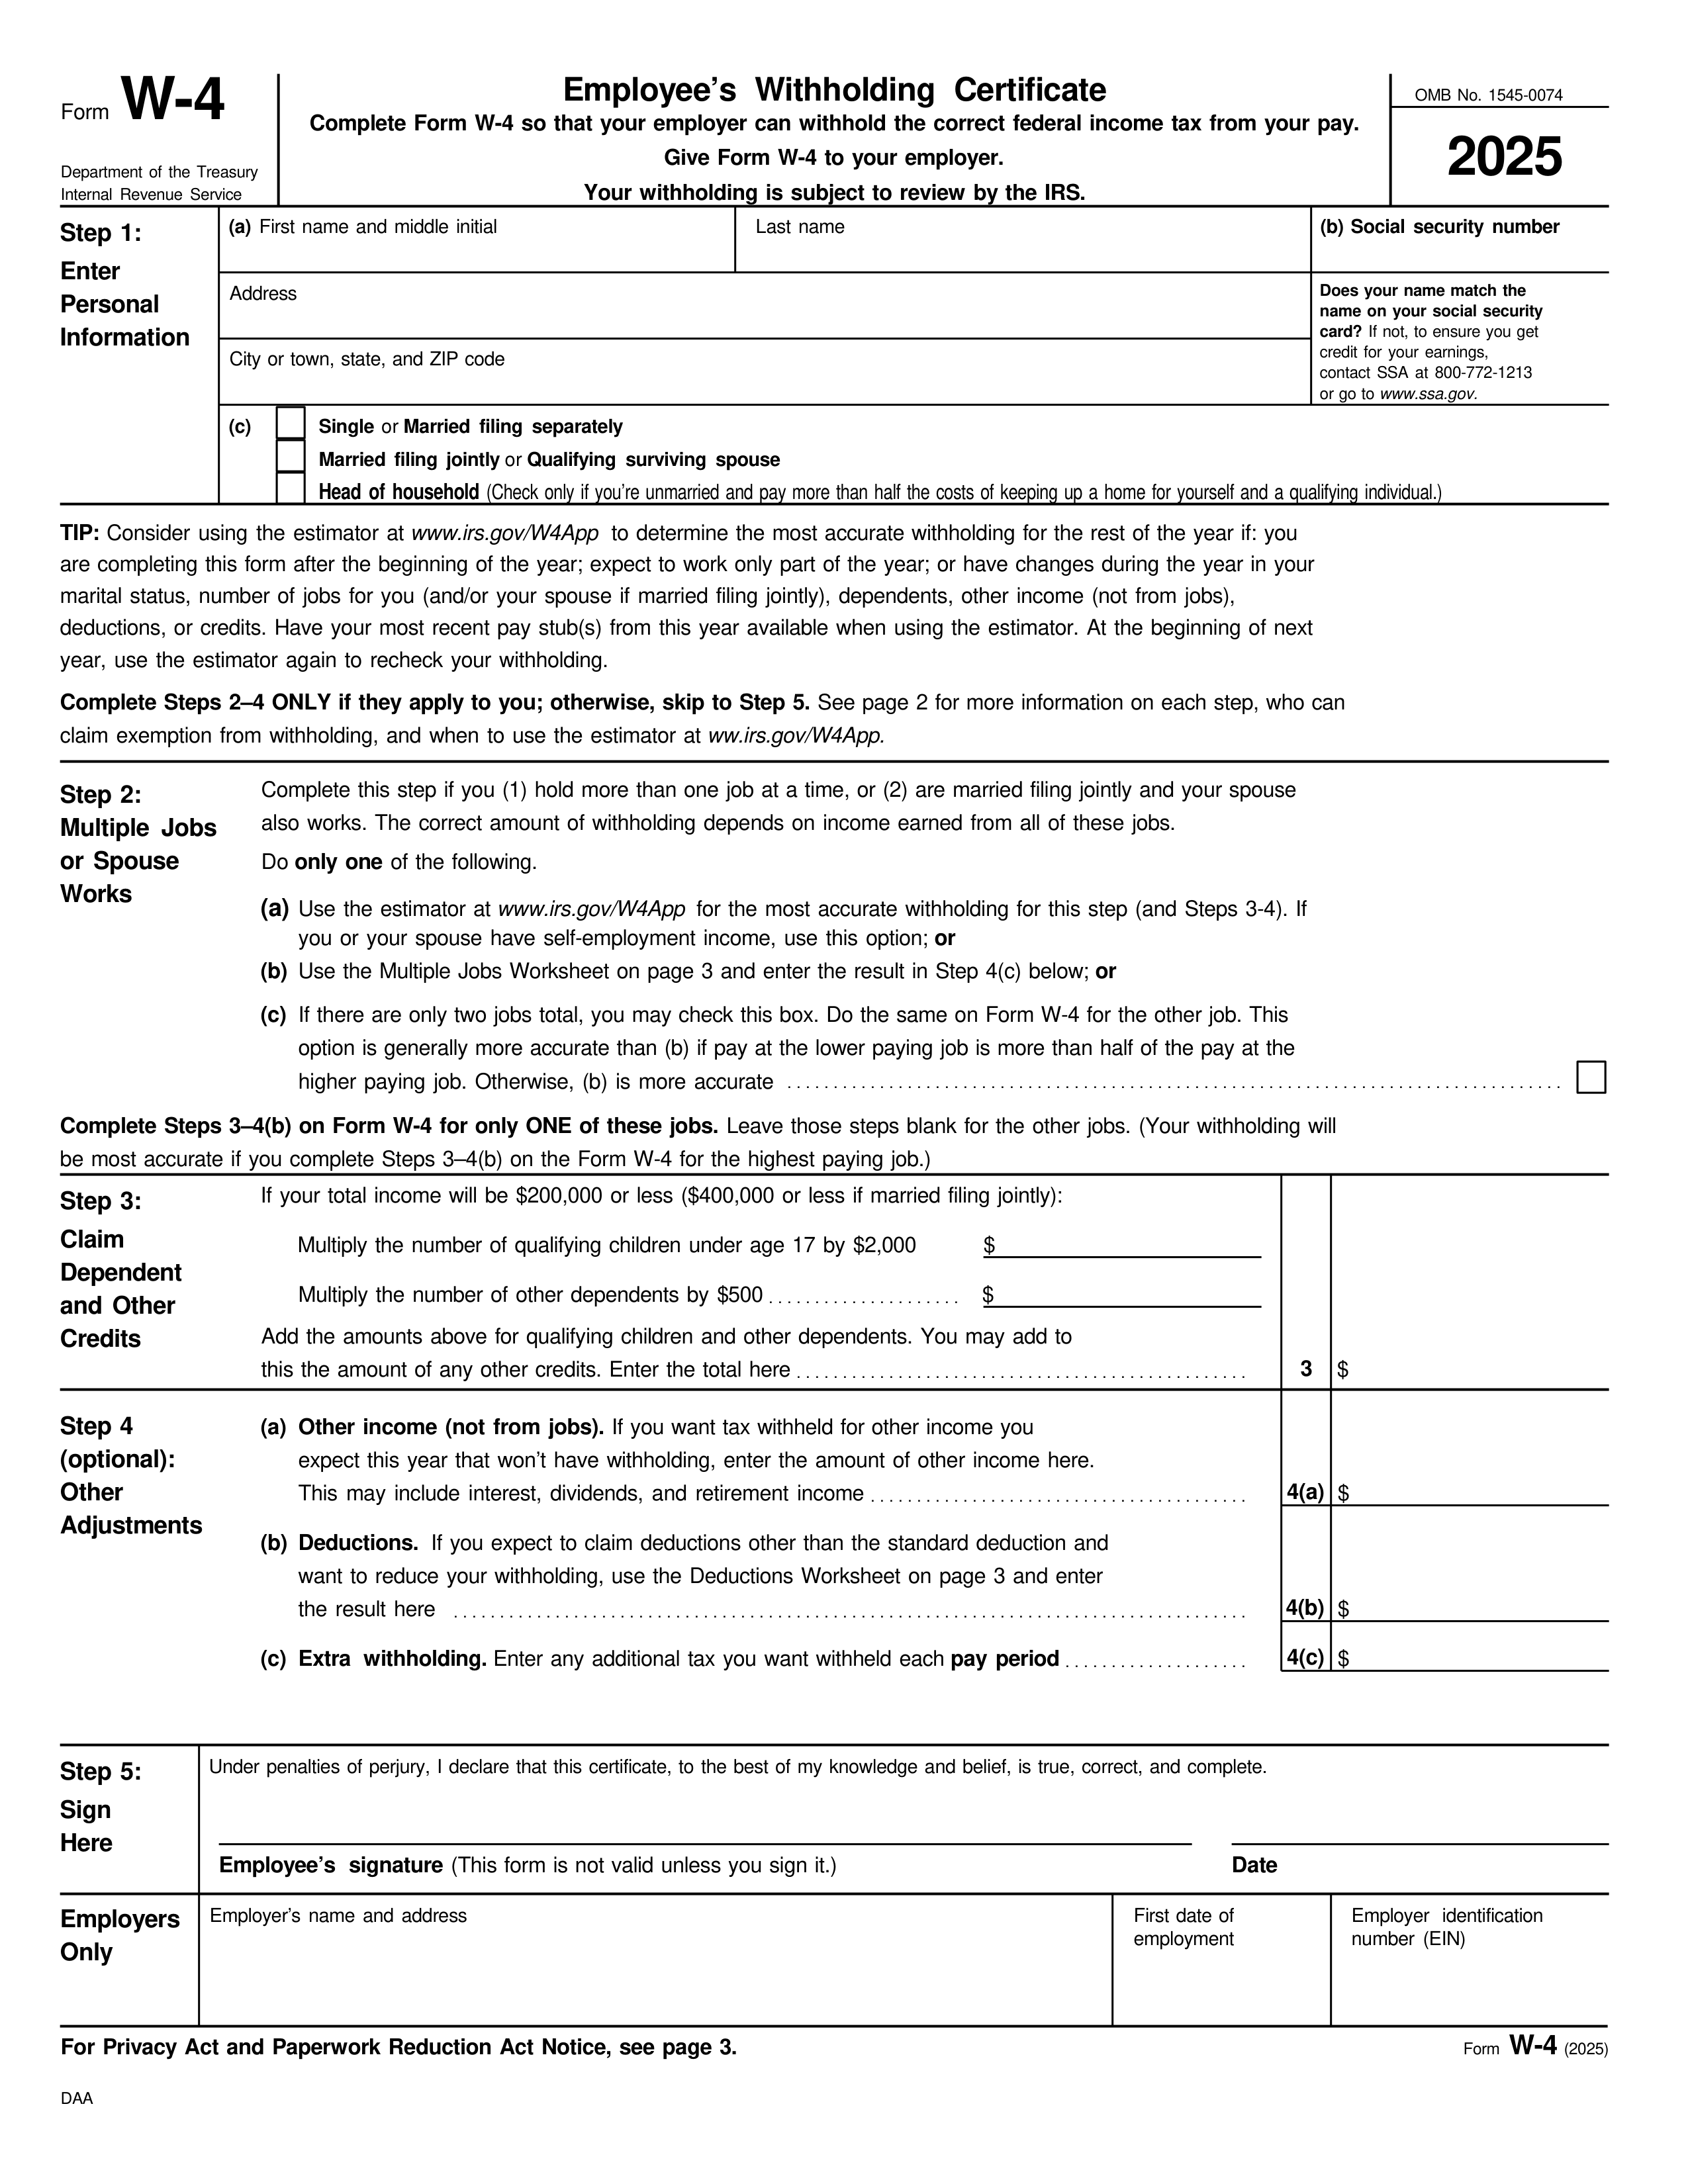 Form W-4
Department of the Treasury
Internal Revenue Service
Employee’s Withholding Certificate
Complete Form W-4 so that your employer can withhold the correct federal income tax from your pay.
Give Form W-4 to your employer.
Your withholding is subject to review by the IRS.
OMB No. 1545-0074
2025
Step 1:
Enter
Personal
Information
(a) First name and middle initial
Last name
(b) Social security number
Address
City or town, state, and ZIP code
Does your name match the
name on your social security
card? If not, to ensure you get
credit for your earnings,
contact SSA at 800-772-1213
or go to www.ssa.gov.
(c) Single or Married filing separately
Married filing jointly or Qualifying surviving spouse
Head of household (Check only if you’re unmarried and pay more than half the costs of keeping up a home for yourself and a qualifying individual.)
TIP: Consider using the estimator at www.irs.gov/W4App to determine the most accurate withholding for the rest of the year if: you
are completing this form after the beginning of the year; expect to work only part of the year; or have changes during the year in your
marital status, number of jobs for you (and/or your spouse if married filing jointly), dependents, other income (not from jobs),
deductions, or credits. Have your most recent pay stub(s) from this year available when using the estimator. At the beginning of next
year, use the estimator again to recheck your withholding.
Complete Steps 2–4 ONLY if they apply to you; otherwise, skip to Step 5. See page 2 for more information on each step, who can
claim exemption from withholding, and when to use the estimator at ww.irs.gov/W4App.
Step 2:
Multiple Jobs
or Spouse
Works
Complete this step if you (1) hold more than one job at a time, or (2) are married filing jointly and your spouse
also works. The correct amount of withholding depends on income earned from all of these jobs.
Do only one of the following.
(a) Use the estimator at www.irs.gov/W4App for the most accurate withholding for this step (and Steps 3-4). If
you or your spouse have self-employment income, use this option; or
(b) Use the Multiple Jobs Worksheet on page 3 and enter the result in Step 4(c) below; or
(c) If there are only two jobs total, you may check this box. Do the same on Form W-4 for the other job. This
option is generally more accurate than (b) if pay at the lower paying job is more than half of the pay at the
higher paying job. Otherwise, (b) is more accurate
Complete Steps 3–4(b) on Form W-4 for only ONE of these jobs. Leave those steps blank for the other jobs. (Your withholding will
be most accurate if you complete Steps 3–4(b) on the Form W-4 for the highest paying job.)
Step 3:
Claim
Dependent
and Other
Credits
If your total income will be $200,000 or less ($400,000 or less if married filing jointly):
Multiply the number of qualifying children under age 17 by $2,000 $
Multiply the number of other dependents by $500 $
Add the amounts above for qualifying children and other dependents. You may add to
this the amount of any other credits. Enter the total here 3 $
Step 4
(optional):
Other
Adjustments
(a) Other income (not from jobs). If you want tax withheld for other income you
expect this year that won’t have withholding, enter the amount of other income here.
This may include interest, dividends, and retirement income 4(a) $
(b) Deductions. If you expect to claim deductions other than the standard deduction and
want to reduce your withholding, use the Deductions Worksheet on page 3 and enter
the result here 4(b) $
(c) Extra withholding. Enter any additional tax you want withheld each pay period 4(c) $
Step 5:
Sign
Here
Under penalties of perjury, I declare that this certificate, to the best of my knowledge and belief, is true, correct, and complete.
Employee’s signature (This form is not valid unless you sign it.)
Date
Employers
Only
Employer’s name and address
First date of
employment
Employer identification
number (EIN)
For Privacy Act and Paperwork Reduction Act Notice, see page 3.
Form W-4 (2025)
DAA